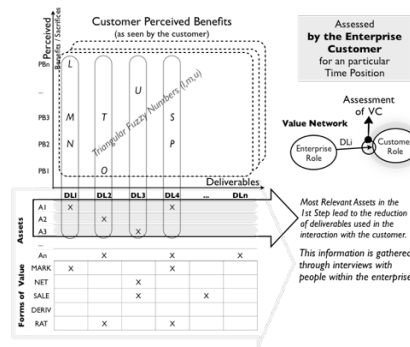 Customer Perceived Benefits
(as seen by the customer)
Perceived
Benefits / Sacrifices
PBn L
... U
PB3 M T S
PB2 N P
PB1 O
Triangular Fuzzy Numbers (l,m,u)
Deliverables
DL1 DL2 DL3 DL4 ... DLn
Assets
A1 X X
A2 X
A3 X
...
An X X X
Forms of Value
MARK X X
NET X
SALE X X
DERIV
RAT X X
Assessed
by the Enterprise
Customer
for an particular
Time Position
Assessment
of VC
Value Network
DLi
Enterprise
Role
Custome
Role
Most Relevant Assets in the
1st Step lead to the reduction
of deliverables used in the
interaction with the customer.
This information is gathered
through interviews with
people within the enterprise